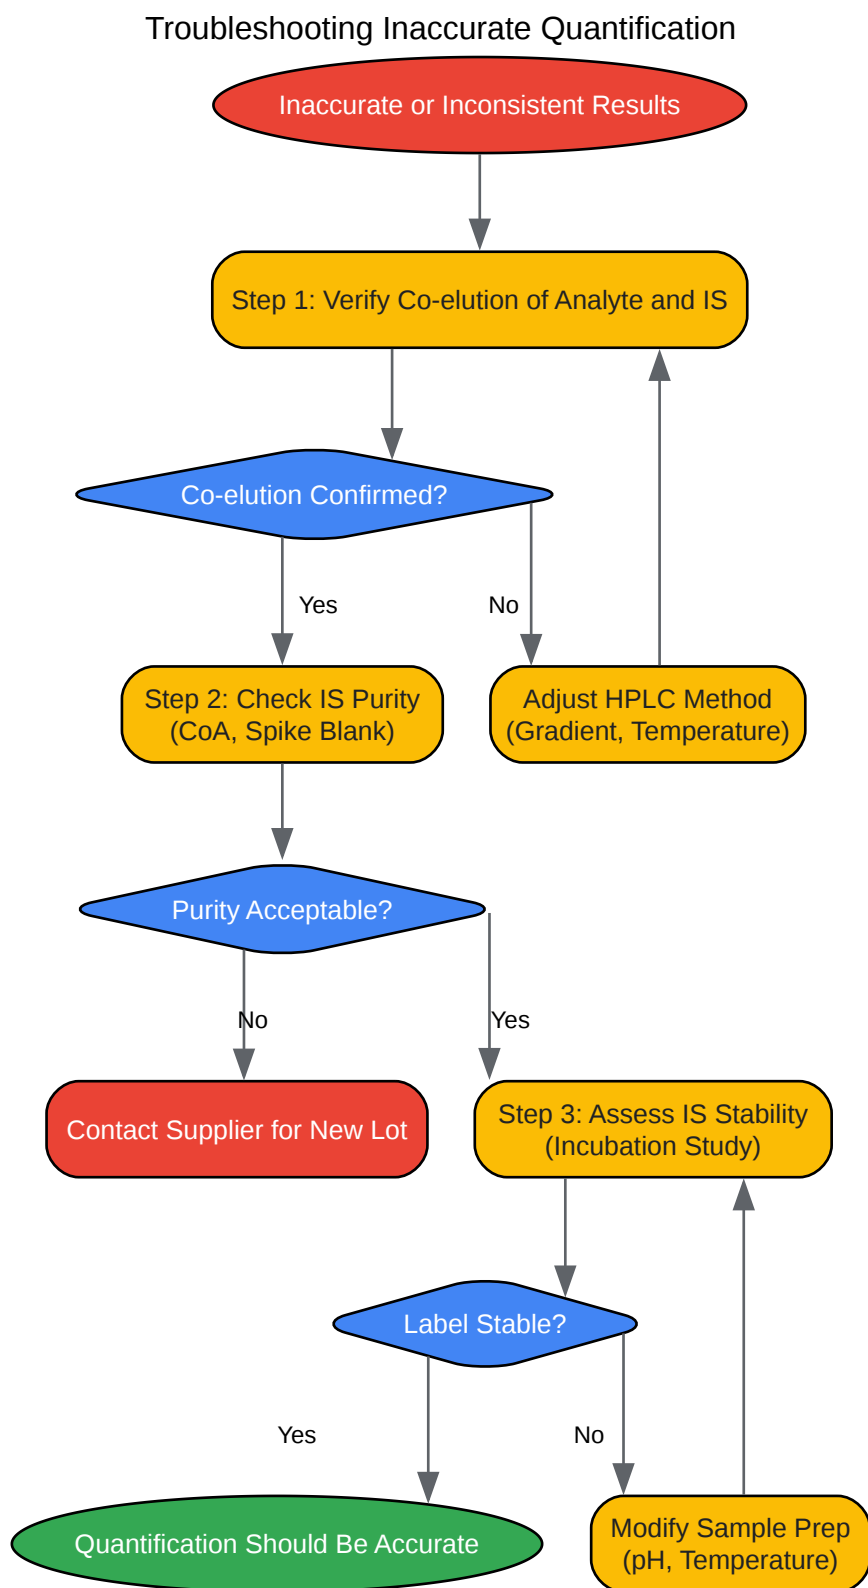 Troubleshooting Inaccurate Quantification
Inaccurate or Inconsistent Results
Step 1: Verify Co-elution of Analyte and IS
Co-elution Confirmed?
Yes
No
Step 2: Check IS Purity
(CoA, Spike Blank)
Adjust HPLC Method
(Gradient, Temperature)
Purity Acceptable?
No
Yes
Contact Supplier for New Lot
Step 3: Assess IS Stability
(Incubation Study)
Label Stable?
Yes
No
Quantification Should Be Accurate
Modify Sample Prep
(pH, Temperature)